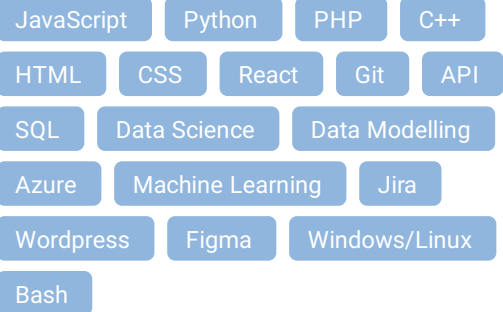 JavaScript Python PHP C++
HTML CSS React Git API
SQL Data Science Data Modelling
Azure Machine Learning Jira
Wordpress Figma Windows/Linux
Bash